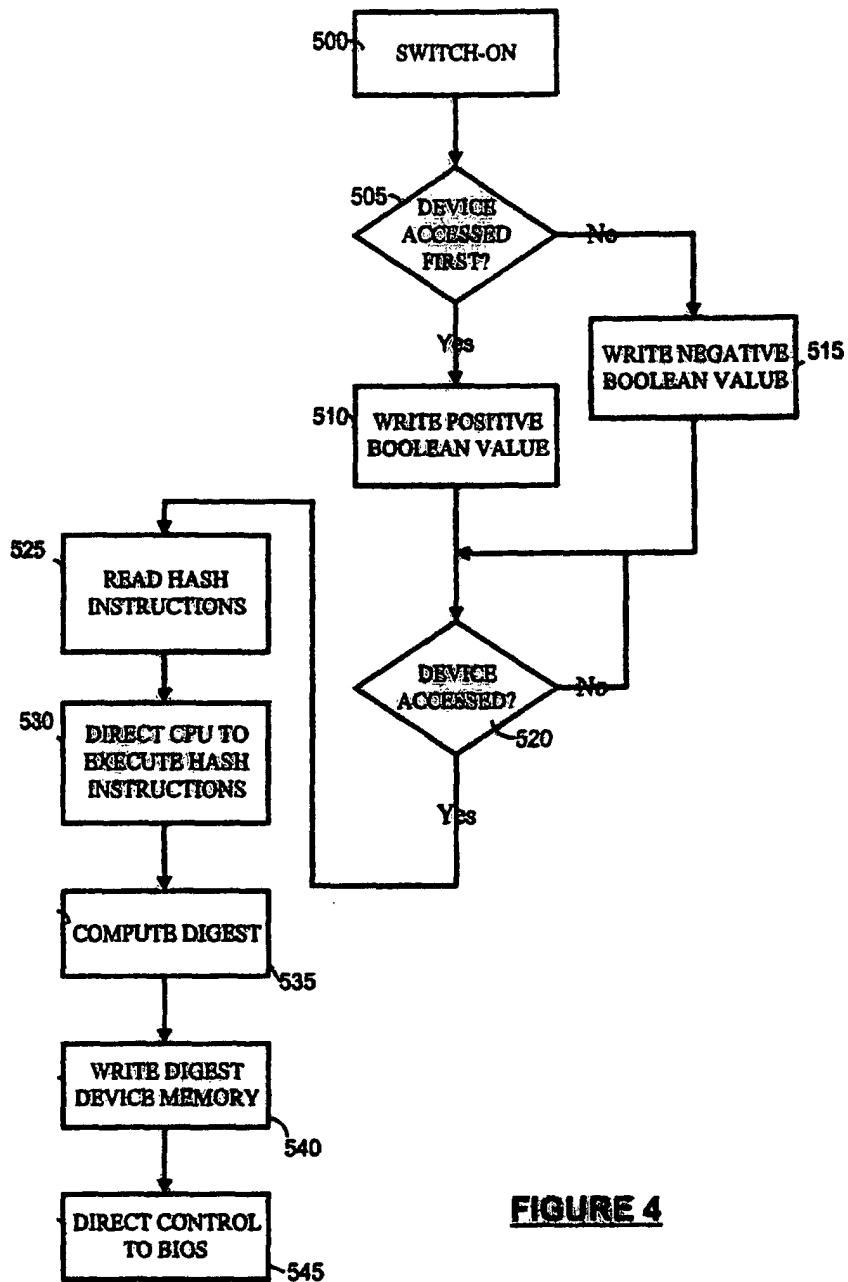 500
SWITCH-ON
505
DEVICE
ACCESSED
FIRST?
No
Yes
510
WRITE POSITIVE
BOOLEAN VALUE
WRITE NEGATIVE
BOOLEAN VALUE
515
DEVICE
ACCESSED?
No
520
Yes
525
READ HASH
INSTRUCTIONS
530
DIRECT CPU TO
EXECUTE HASH
INSTRUCTIONS
COMPUTE DIGEST
535
WRITE DIGEST
DEVICE MEMORY
540
DIRECT CONTROL
TO BIOS
545
FIGURE 4